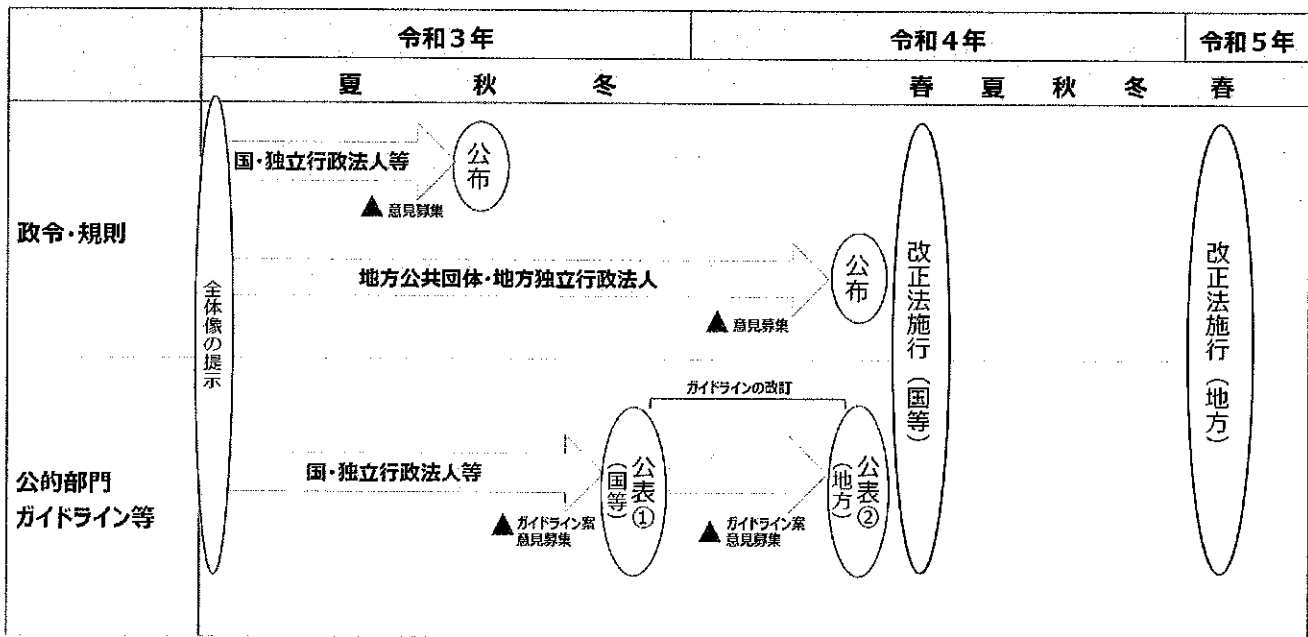 令和3年 令和4年 令和5年
夏 秋 冬 春 夏 秋 冬 春
政令・規則
全体像の提示
国・独立行政法人等
▲ 意見募集
公布
地方公共団体・地方独立行政法人
▲ 意見募集
公布
改正法施行（国等）
改正法施行（地方）
公的部門
ガイドライン等
国・独立行政法人等
▲ ガイドライン案
意見募集
公表①
（国等）
ガイドラインの改訂
▲ ガイドライン案
意見募集
公表②
（地方）